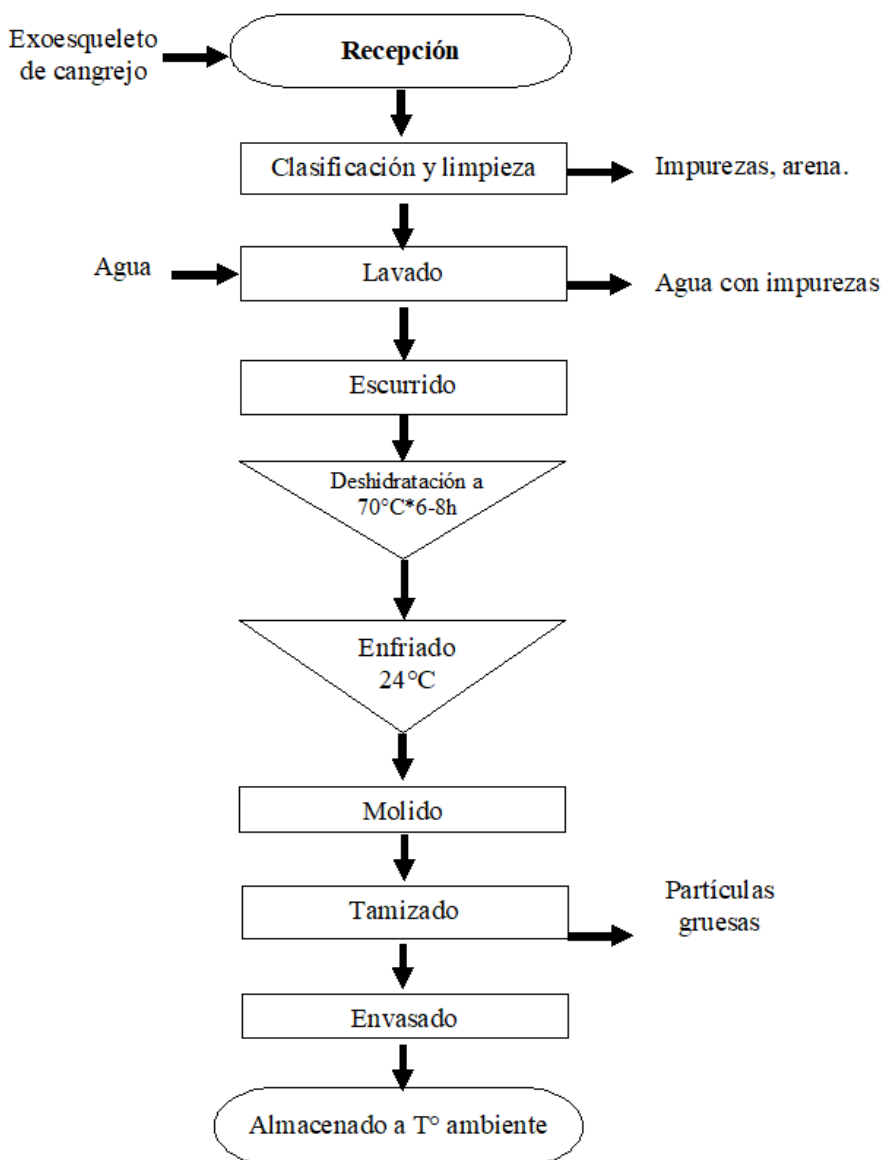 Exoesqueleto
de cangrejo
Recepción
Clasificación y limpieza
Impurezas, arena.
Agua
Lavado
Agua con impurezas
Escurrido
Deshidratación a
70°C*6-8h
Enfriado
24°C
Molido
Tamizado
Partículas
gruesas
Envasado
Almacenado a T° ambiente